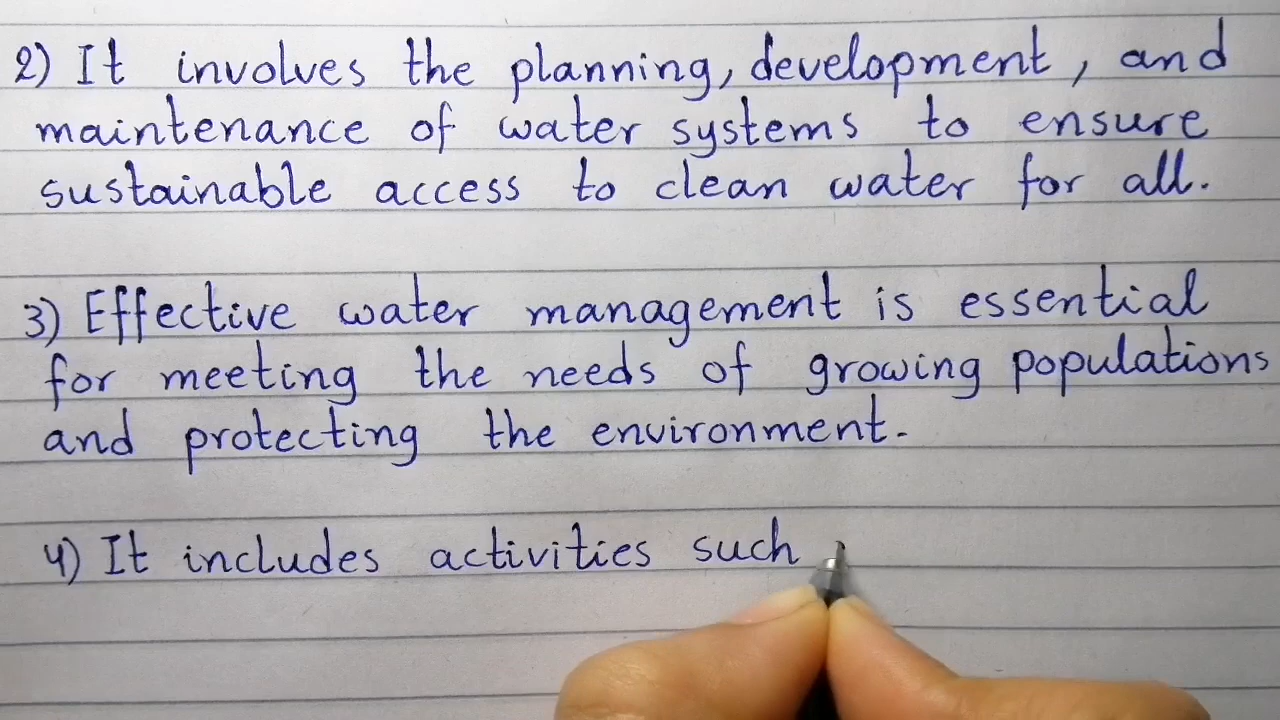 2) It involves the planning, development, and
maintenance of water systems to ensure
sustainable access to clean water for all.
3) Effective water management is essential
for meeting the needs of growing populations
and protecting the environment.
4) It includes activities such